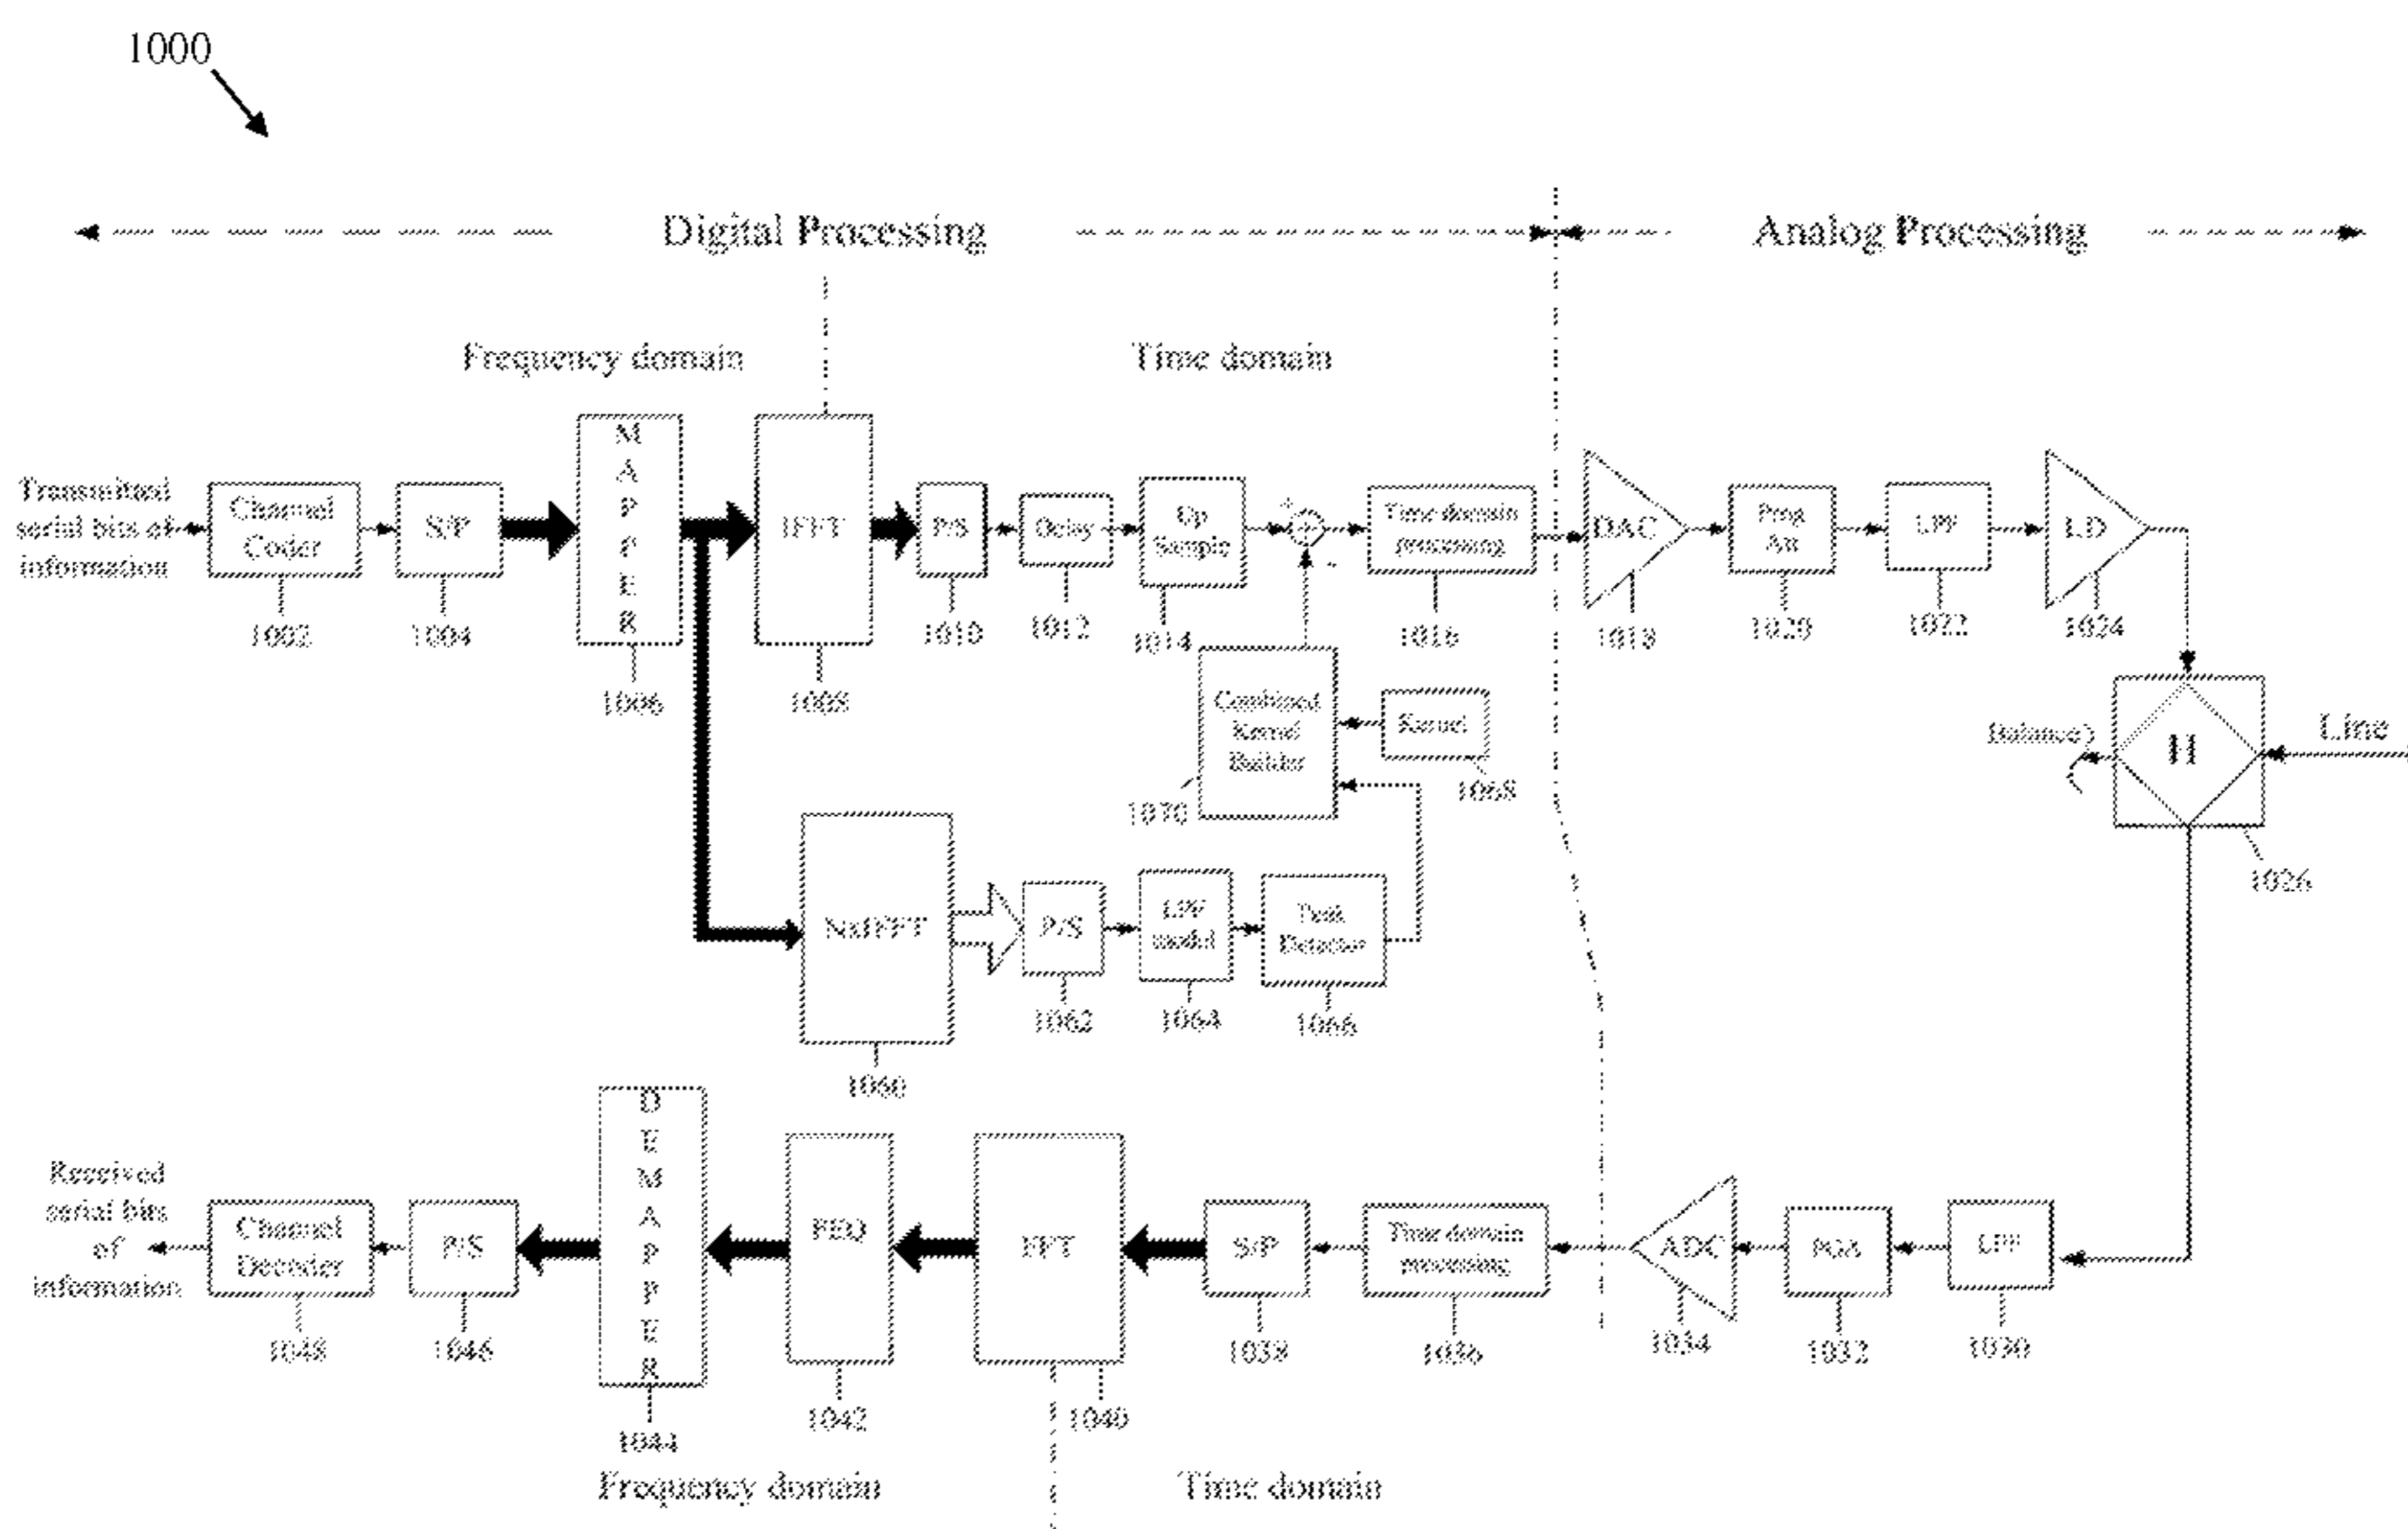 1000
Digital Processing
Analog Processing
Frequency domain
Time domain
Transmitted
serial bits of
information
Channel
Coder
1002
S/P
1004
M
A
P
P
E
R
1006
IFFT
1008
P/S
1010
Delay
1012
Up
Sample
1014
+
+
-
Time domain
processing
1016
DAC
1018
Prog
Att
1020
LPF
1022
LD
1024
Combined
Kernel
Builder
1070
Kernel
1068
Balance
H
Line
1026
NxIFFT
1060
P/S
1062
LPF
model
1064
Peak
Detector
1066
Received
serial bits
of
information
Channel
Decoder
1048
P/S
1046
D
E
M
A
P
P
E
R
1044
FEQ
1042
FFT
1040
S/P
1038
Time domain
processing
1036
ADC
1034
PGA
1032
LPF
1030
Frequency domain
Time domain